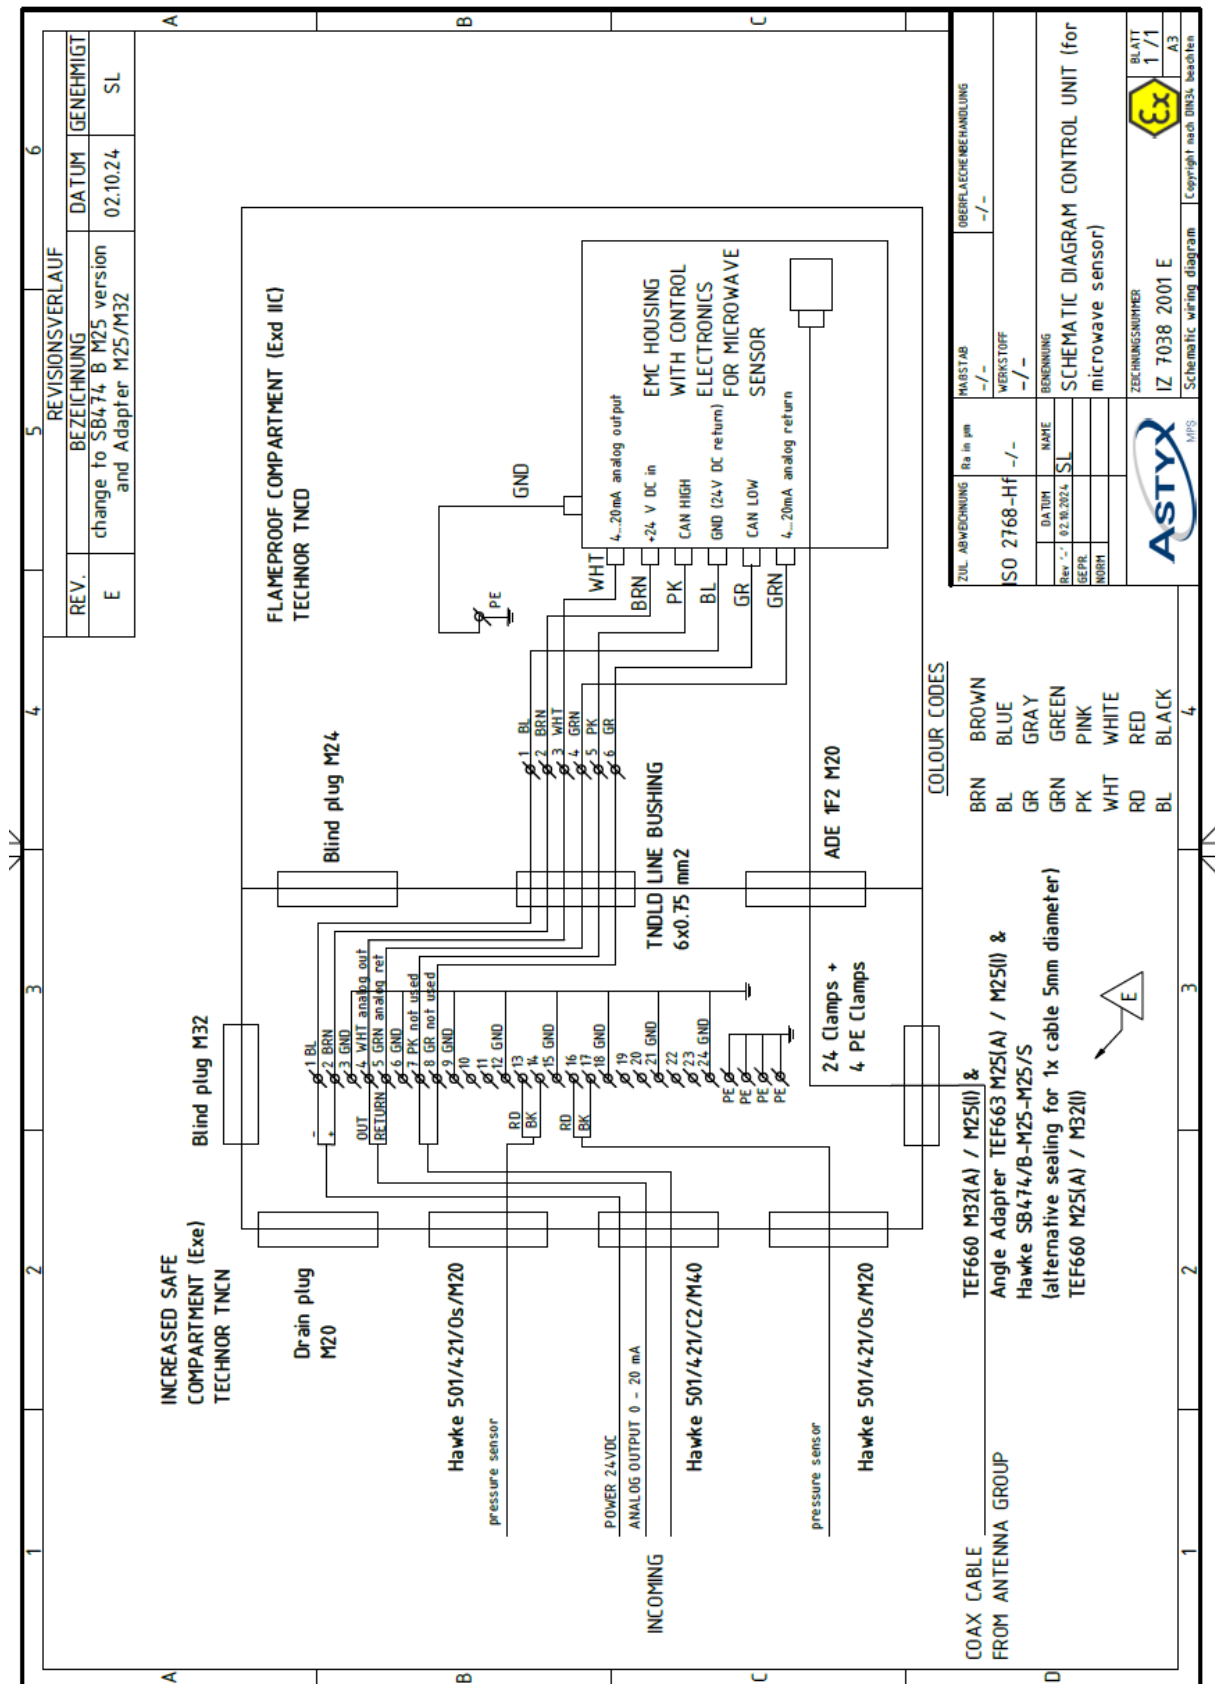 1
2
3
4
5
6
A
B
C
REVISIONSVERLAUF
REV.
BEZEICHNUNG
DATUM
GENEHMIGT
E
change to SB474 B M25 version
and Adapter M25/M32
02.10.24
SL
INCREASED SAFE
COMPARTMENT (Exe)
TECHNOR TNCN
FLAMEPROOF COMPARTMENT (Exd IIC)
TECHNOR TNCD
Blind plug M32
Blind plug M24
Drain plug
M20
Hawke 501/421/Os/M20
pressure sensor
POWER 24VDC
ANALOG OUTPUT 0 - 20 mA
INCOMING
Hawke 501/421/C2/M40
pressure sensor
Hawke 501/421/Os/M20
-
+
OUT
RETURN
RD
BK
RD
BK
1 BL
2 BRN
3 GND
4 WHT analog out
5 GRN analog ret
6 GND
7 PK not used
8 GR not used
9 GND
10
11
12 GND
13
14
15 GND
16
17
18 GND
19
20
21 GND
22
23
24 GND
PE
PE
PE
PE
24 Clamps +
4 PE Clamps
TNDLD LINE BUSHING
6x0.75 mm2
ADE 1F2 M20
1 BL
2 BRN
3 WHT
4 GRN
5 PK
6 GR
PE
GND
WHT
BRN
PK
BL
GR
GRN
4...20mA analog output
+24 V DC in
CAN HIGH
GND (24V DC return)
CAN LOW
4...20mA analog return
EMC HOUSING
WITH CONTROL
ELECTRONICS
FOR MICROWAVE
SENSOR
COAX CABLE
FROM ANTENNA GROUP
TEF660 M32(A) / M25(I) &
Angle Adapter TEF663 M25(A) / M25(I) &
Hawke SB474/B-M25-M25/S
(alternative sealing for 1x cable 5mm diameter)
TEF660 M25(A) / M32(I)
E
COLOUR CODES
BRN BROWN
BL BLUE
GR GRAY
GRN GREEN
PK PINK
WHT WHITE
RD RED
BL BLACK
ZUL. ABWEICHUNG
Ra in µm
ISO 2768-Hf
-/-
MAßSTAB
-/-
OBERFLAECHENBEHANDLUNG
-/-
WERKSTOFF
-/-
DATUM
NAME
Rev '-' 02.10.2024 SL
GEPR.
NORM
BENENNUNG
SCHEMATIC DIAGRAM CONTROL UNIT (for
microwave sensor)
ASTYX
MPS
ZEICHNUNGSNUMMER
IZ 7038 2001 E
Ex
BLATT
1 /1
A3
Schematic wiring diagram
Copyright nach DIN34 beachten
A
B
C
D
1
2
3
4